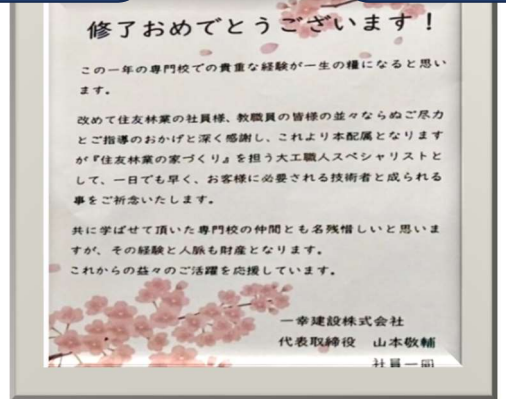 修了おめでとうございます！
この一年の専門校での貴重な経験が一生の糧になると思い
ます。
改めて住友林業の社員様、教職員の皆様の並々ならぬご尽力
とご指導のおかげと深く感謝し、これより本配属となります
が『住友林業の家づくり』を担う大工職人スペシャリストと
して、一日でも早く、お客様に必要される技術者と成られる
事をご祈念いたします。
共に学ばせて頂いた専門校の仲間とも名残惜しいと思いま
すが、その経験と人脈も財産となります。
これからの益々のご活躍を応援しています。
一幸建設株式会社
代表取締役　山本敬輔
社員一同